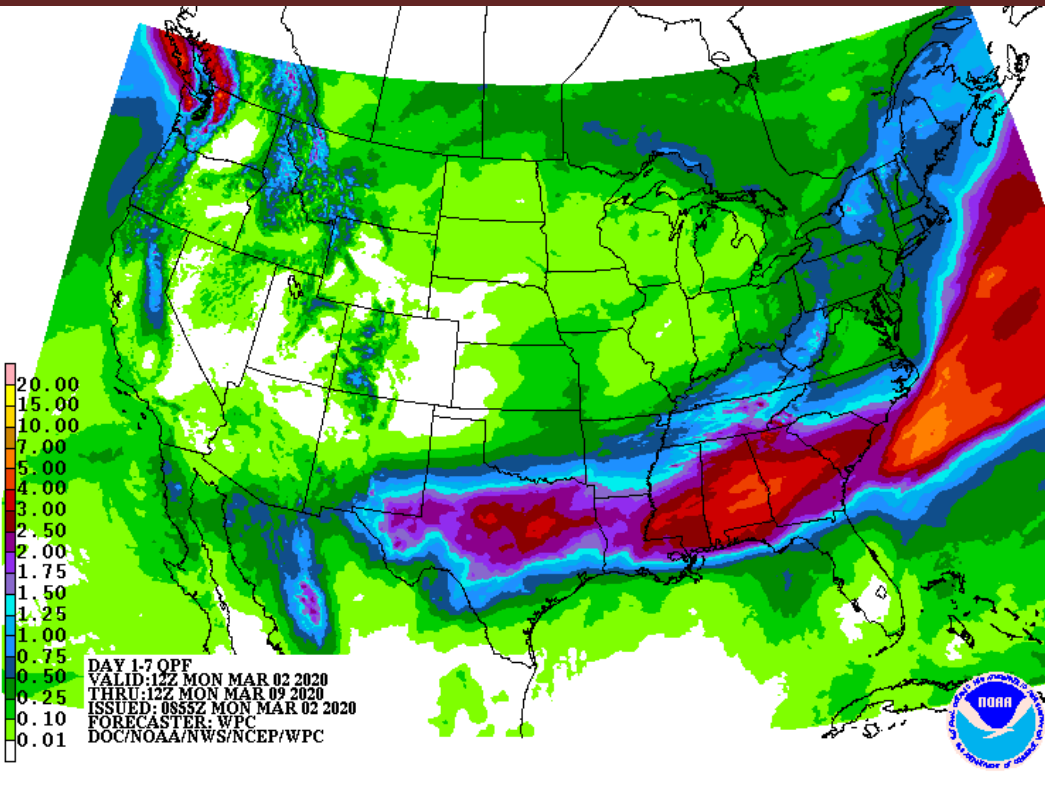 20.00
15.00
10.00
7.00
5.00
4.00
3.00
2.50
2.00
1.75
1.50
1.25
1.00
0.75
0.50
0.25
0.10
0.01
DAY 1-7 QPF
VALID:12Z MON MAR 02 2020
THRU:12Z MON MAR 09 2020
ISSUED: 0855Z MON MAR 02 2020
FORECASTER: WPC
DOC/NOAA/NWS/NCEP/WPC
NOAA